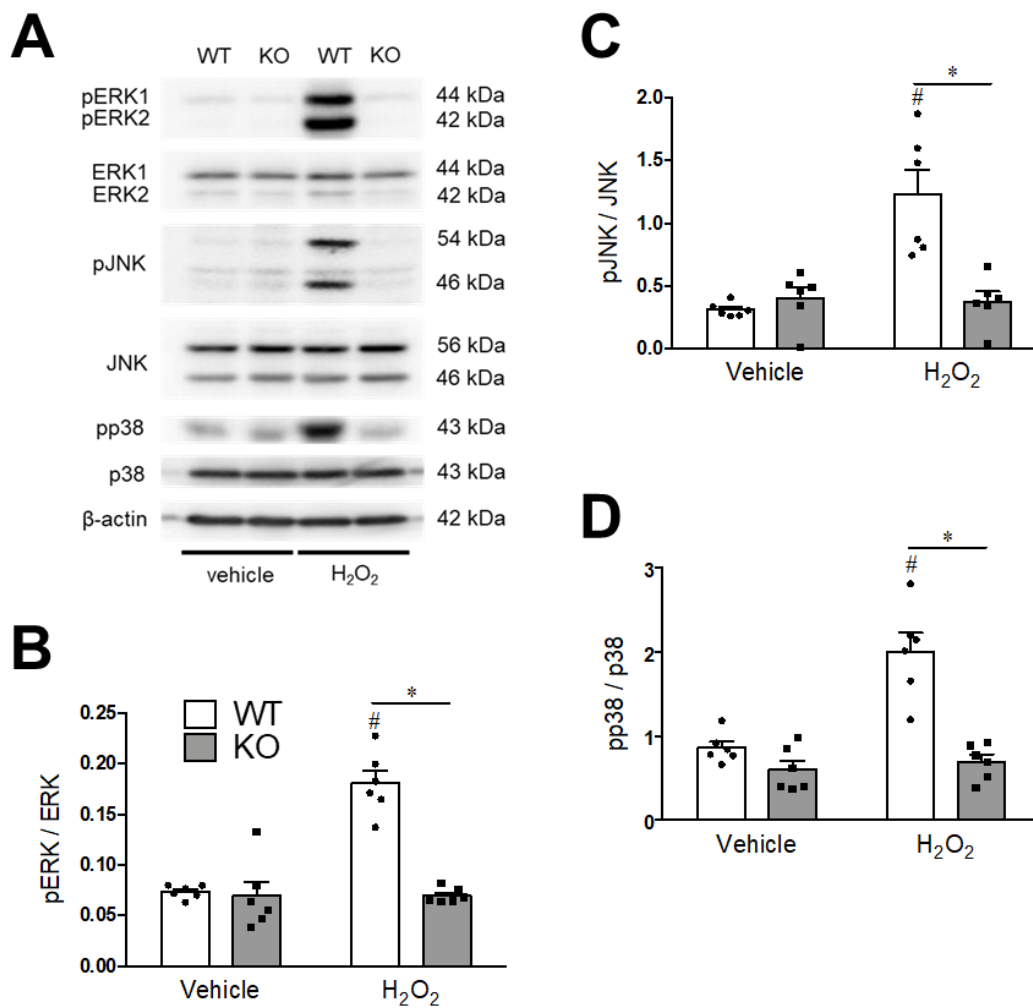 A
WT KO WT KO
pERK1 44 kDa
pERK2 42 kDa
ERK1 44 kDa
ERK2 42 kDa
54 kDa
pJNK
46 kDa
56 kDa
JNK
46 kDa
pp38 43 kDa
p38 43 kDa
β-actin 42 kDa
vehicle H₂O₂
B
WT
KO
*
#
0.25
0.20
0.15
0.10
0.05
0.00
pERK / ERK
Vehicle H₂O₂
C
*
#
2.0
1.5
1.0
0.5
0.0
pJNK / JNK
Vehicle H₂O₂
D
*
#
3
2
1
0
pp38 / p38
Vehicle H₂O₂